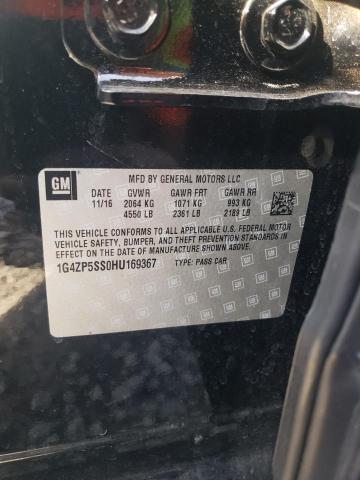 GM
MFD BY GENERAL MOTORS LLC
DATE GVWR GAWR FRT GAWR RR
11/16 2064 KG 1071 KG 993 KG
4550 LB 2361 LB 2189 LB
THIS VEHICLE CONFORMS TO ALL APPLICABLE U.S. FEDERAL MOTOR
VEHICLE SAFETY, BUMPER, AND THEFT PREVENTION STANDARDS IN
EFFECT ON THE DATE OF MANUFACTURE SHOWN ABOVE.
1G4ZP5SS0HU169367 TYPE: PASS CAR